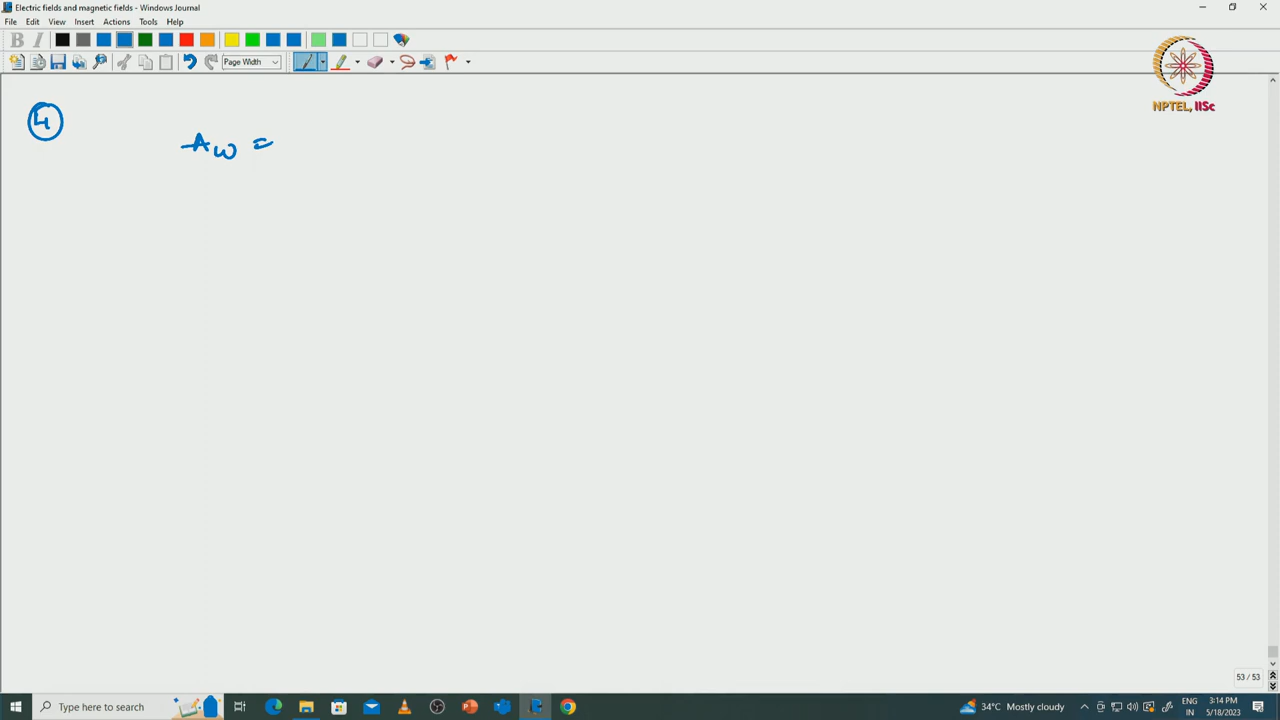 Electric fields and magnetic fields - Windows Journal
File Edit View Insert Actions Tools Help
B I
Page Width
NPTEL, IISc
4
Aω =
53 / 53
Type here to search
34°C Mostly cloudy
ENG
IN
3:14 PM
5/18/2023